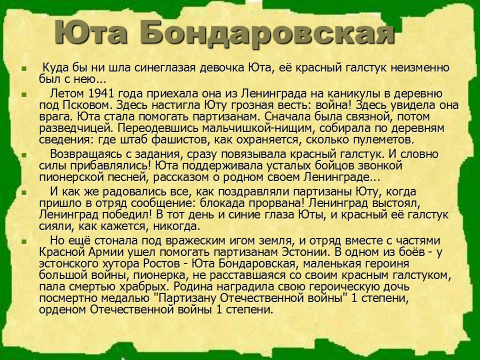 Юта Бондаровская
Куда бы ни шла синеглазая девочка Юта, её красный галстук неизменно
был с нею...
Летом 1941 года приехала она из Ленинграда на каникулы в деревню
под Псковом. Здесь настигла Юту грозная весть: война! Здесь увидела она
врага. Юта стала помогать партизанам. Сначала была связной, потом
разведчицей. Переодевшись мальчишкой-нищим, собирала по деревням
сведения: где штаб фашистов, как охраняется, сколько пулеметов.
Возвращаясь с задания, сразу повязывала красный галстук. И словно
силы прибавлялись! Юта поддерживала усталых бойцов звонкой
пионерской песней, рассказом о родном своем Ленинграде...
И как же радовались все, как поздравляли партизаны Юту, когда
пришло в отряд сообщение: блокада прорвана! Ленинград выстоял,
Ленинград победил! В тот день и синие глаза Юты, и красный её галстук
сияли, как кажется, никогда.
Но ещё стонала под вражеским игом земля, и отряд вместе с частями
Красной Армии ушел помогать партизанам Эстонии. В одном из боёв - у
эстонского хутора Ростов - Юта Бондаровская, маленькая героиня
большой войны, пионерка, не расставшаяся со своим красным галстуком,
пала смертью храбрых. Родина наградила свою героическую дочь
посмертно медалью "Партизану Отечественной войны" 1 степени,
орденом Отечественной войны 1 степени.